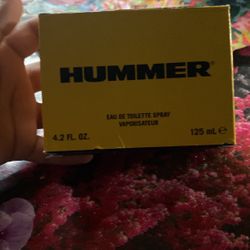 HUMMER®
EAU DE TOILETTE SPRAY
VAPORISATEUR
4.2 FL. OZ. 125 mL ℮